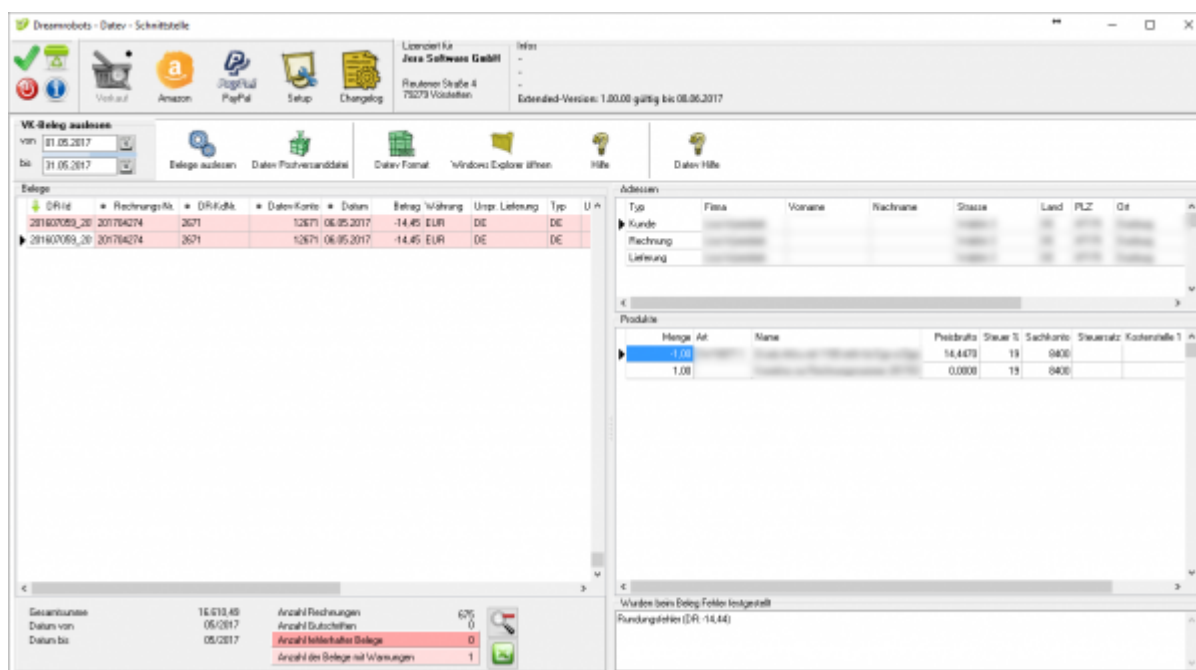 Dreamrobots - Datev - Schnittstelle
Verkauf
Amazon
PayPal
PayPal
Setup
Changelog
Lizenziert für
Jera Software GmbH
Reutener Straße 4
79279 Vörstetten
Infos
-
-
-
Extended-Version: 1.00.00 gültig bis 08.06.2017
VK-Beleg auslesen
von 01.05.2017
bis 31.05.2017
Belege auslesen
Datev Postversanddatei
Datev Format
Windows Explorer öffnen
Hilfe
Datev Hilfe
Belege
DR-Id RechnungsNr. DR-KdNr. Datev-Konto Datum Betrag Währung Urspr. Lieferung Typ
201607059_20 201704274 2671 12671 06.05.2017 -14,45 EUR DE DE
201607059_20 201704274 2671 12671 06.05.2017 -14,45 EUR DE DE
Adressen
Typ Firma Vorname Nachname Strasse Land PLZ Ort
Kunde
Rechnung
Lieferung
Produkte
Menge Art Name Preisbrutto Steuer % Sachkonto Steuersatz Kostenstelle 1
-1,00 14,4470 19 8400
1,00 0,0000 19 8400
Gesamtsumme 16.610,49
Datum von 05/2017
Datum bis 05/2017
Anzahl Rechnungen 675
Anzahl Gutschriften 0
Anzahl fehlerhafter Belege 0
Anzahl der Belege mit Warnungen 1
Wurden beim Beleg Fehler festgestellt
Rundungsfehler (DR: -14,44)